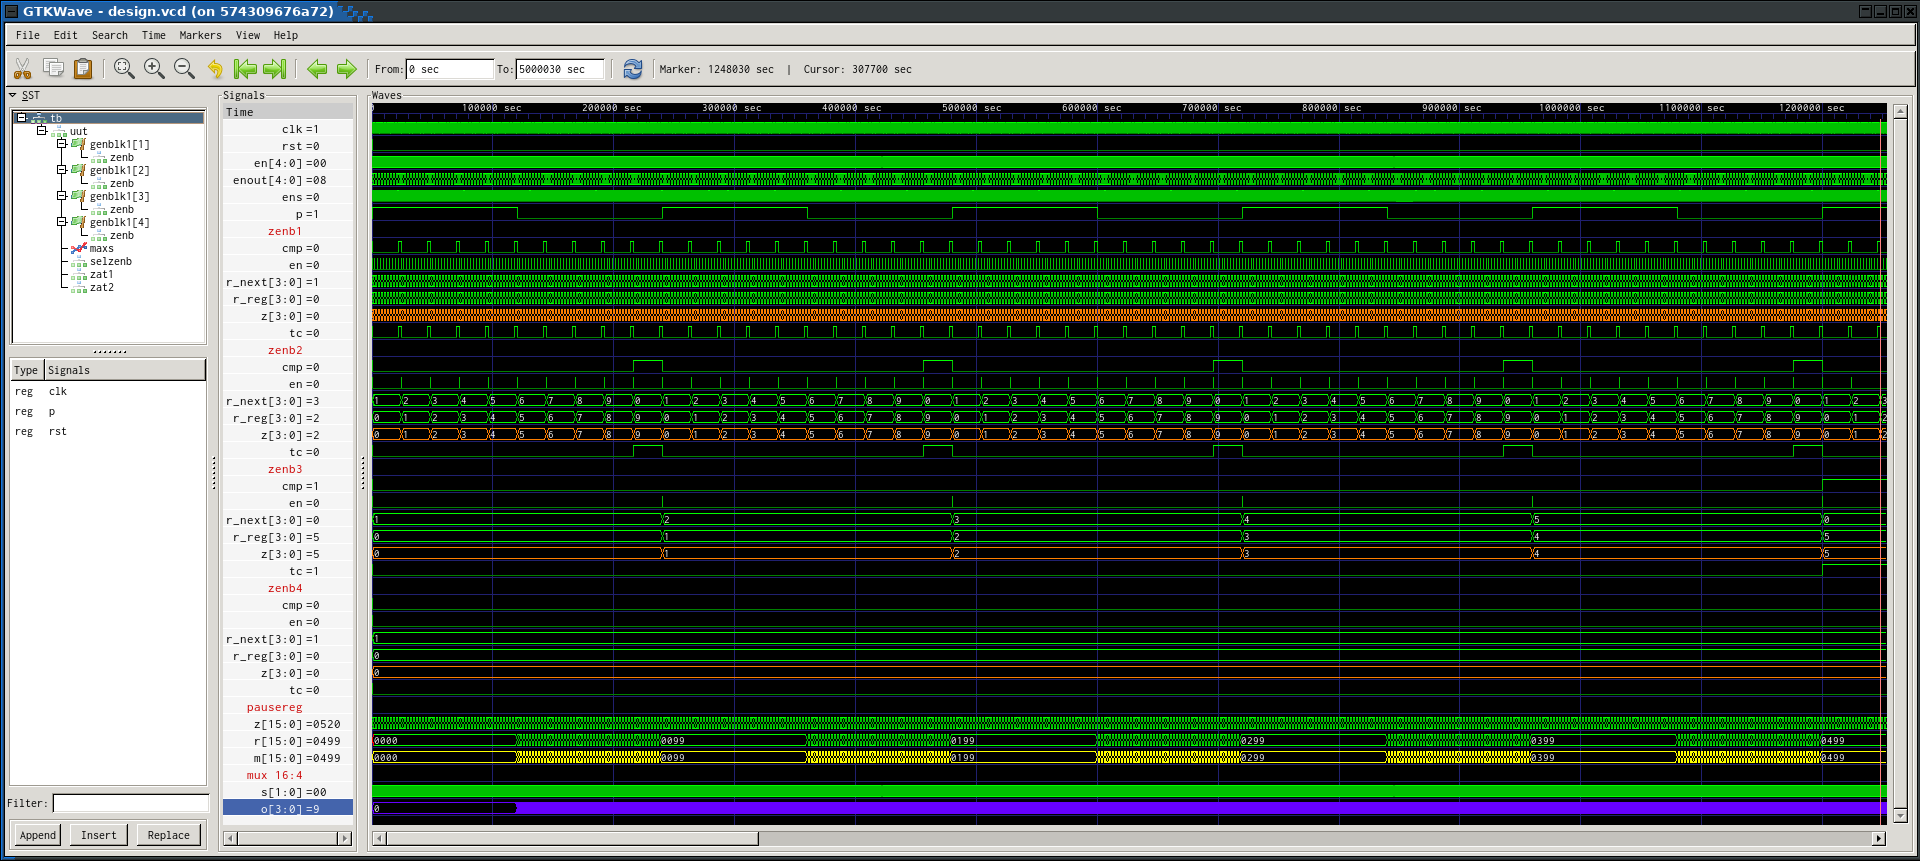 GTKWave - design.vcd (on 574309676a72)
File Edit Search Time Markers View Help
From: 0 sec To: 5000030 sec Marker: 1248030 sec | Cursor: 307700 sec
SST
tb
uut
genblk1[1]
zenb
genblk1[2]
zenb
genblk1[3]
zenb
genblk1[4]
zenb
maxs
selzenb
zat1
zat2
Type Signals
reg clk
reg p
reg rst
Filter:
Append Insert Replace
Signals
Time
clk =1
rst =0
en[4:0] =00
enout[4:0] =08
ens =0
p =1
zenb1
cmp =0
en =0
r_next[3:0] =1
r_reg[3:0] =0
z[3:0] =0
tc =0
zenb2
cmp =0
en =0
r_next[3:0] =3
r_reg[3:0] =2
z[3:0] =2
tc =0
zenb3
cmp =1
en =0
r_next[3:0] =0
r_reg[3:0] =5
z[3:0] =5
tc =1
zenb4
cmp =0
en =0
r_next[3:0] =1
r_reg[3:0] =0
z[3:0] =0
tc =0
pausereg
z[15:0] =0520
r[15:0] =0499
m[15:0] =0499
mux 16:4
s[1:0] =00
o[3:0] =9
Waves
100000 sec 200000 sec 300000 sec 400000 sec 500000 sec 600000 sec 700000 sec 800000 sec 900000 sec 1000000 sec 1100000 sec 1200000 sec
1 2 3 4 5 6 7 8 9 0 1 2 3 4 5 6 7 8 9 0 1 2 3 4 5 6 7 8 9 0 1 2 3 4 5 6 7 8 9 0 1 2 3 4 5 6 7 8 9 0 1 2 3
0 1 2 3 4 5 6 7 8 9 0 1 2 3 4 5 6 7 8 9 0 1 2 3 4 5 6 7 8 9 0 1 2 3 4 5 6 7 8 9 0 1 2 3 4 5 6 7 8 9 0 1 2
0 1 2 3 4 5 6 7 8 9 0 1 2 3 4 5 6 7 8 9 0 1 2 3 4 5 6 7 8 9 0 1 2 3 4 5 6 7 8 9 0 1 2 3 4 5 6 7 8 9 0 1 2
1 2 3 4 5 0
0 1 2 3 4 5
0 1 2 3 4 5
1
0
0
0000 0099 0199 0299 0399 0499
0000 0099 0199 0299 0399 0499
0